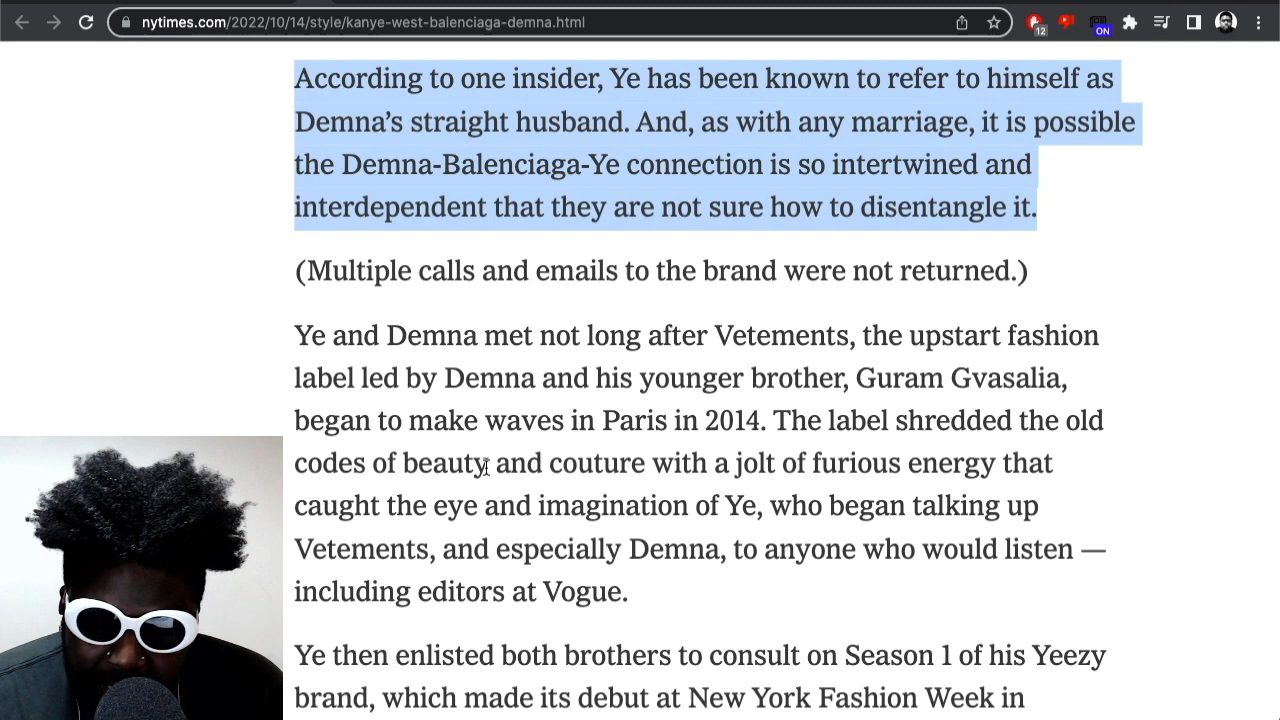 nytimes.com/2022/10/14/style/kanye-west-balenciaga-demna.html
12
ON
According to one insider, Ye has been known to refer to himself as
Demna’s straight husband. And, as with any marriage, it is possible
the Demna-Balenciaga-Ye connection is so intertwined and
interdependent that they are not sure how to disentangle it.
(Multiple calls and emails to the brand were not returned.)
Ye and Demna met not long after Vetements, the upstart fashion
label led by Demna and his younger brother, Guram Gvasalia,
began to make waves in Paris in 2014. The label shredded the old
codes of beauty and couture with a jolt of furious energy that
caught the eye and imagination of Ye, who began talking up
Vetements, and especially Demna, to anyone who would listen —
including editors at Vogue.
Ye then enlisted both brothers to consult on Season 1 of his Yeezy
brand, which made its debut at New York Fashion Week in